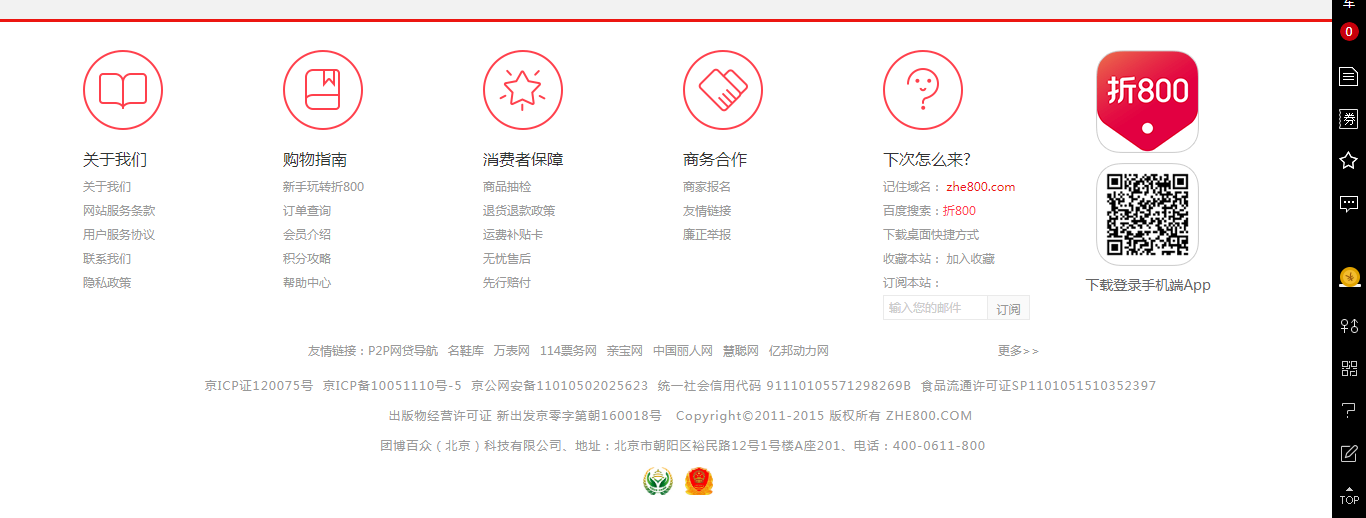 车
0
折800
关于我们
关于我们
网站服务条款
用户服务协议
联系我们
隐私政策
购物指南
新手玩转折800
订单查询
会员介绍
积分攻略
帮助中心
消费者保障
商品抽检
退货退款政策
运费补贴卡
无忧售后
先行赔付
商务合作
商家报名
友情链接
廉正举报
下次怎么来?
记住域名： zhe800.com
百度搜索：折800
下载桌面快捷方式
收藏本站： 加入收藏
订阅本站：
输入您的邮件 订阅
下载登录手机端App
券
友情链接：P2P网贷导航 名鞋库 万表网 114票务网 亲宝网 中国丽人网 慧聪网 亿邦动力网 更多>>
京ICP证120075号 京ICP备10051110号-5 京公网安备11010502025623 统一社会信用代码 91110105571298269B 食品流通许可证SP1101051510352397
出版物经营许可证 新出发京零字第朝160018号 Copyright©2011-2015 版权所有 ZHE800.COM
团博百众（北京）科技有限公司、地址：北京市朝阳区裕民路12号1号楼A座201、电话：400-0611-800
TOP